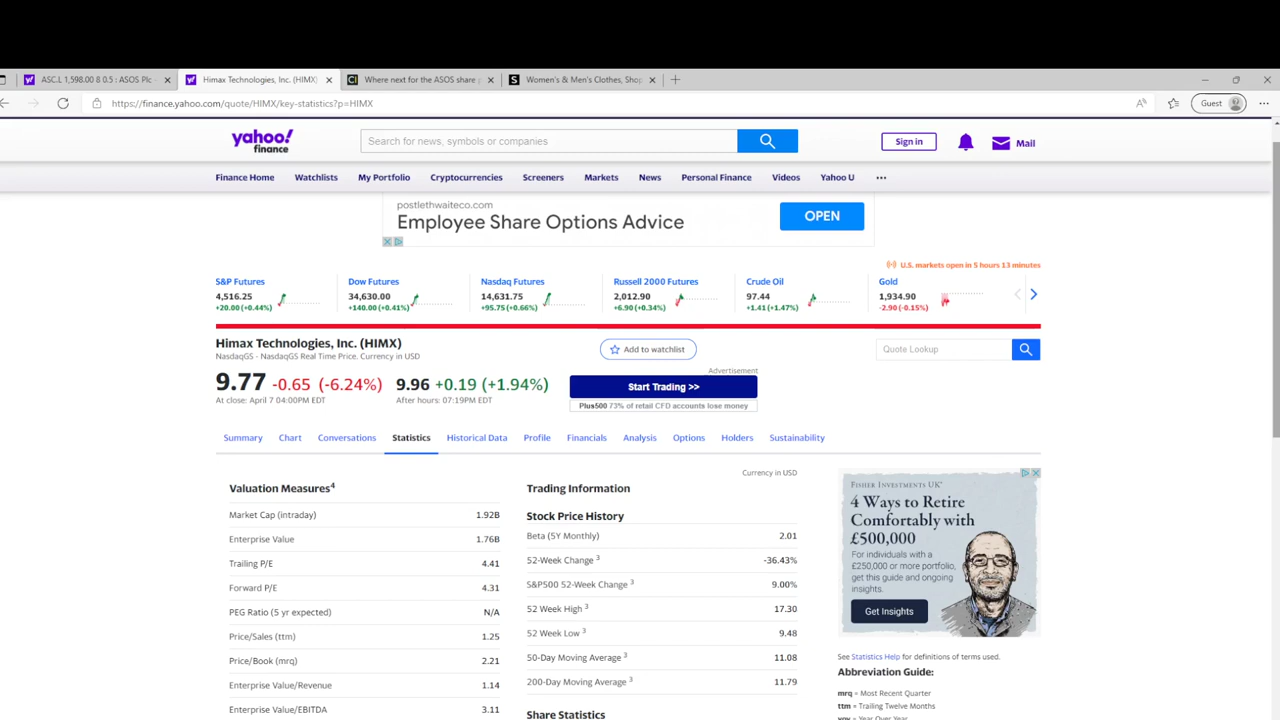 ASC.L 1,598.00 8 0.5 : ASOS Plc
Himax Technologies, Inc. (HIMX)
Where next for the ASOS share p
Women's & Men's Clothes, Shop
https://finance.yahoo.com/quote/HIMX/key-statistics?p=HIMX
Guest
yahoo!
finance
Search for news, symbols or companies
Sign in
Mail
Finance Home
Watchlists
My Portfolio
Cryptocurrencies
Screeners
Markets
News
Personal Finance
Videos
Yahoo U
postlethwaiteco.com
Employee Share Options Advice
OPEN
U.S. markets open in 5 hours 13 minutes
S&P Futures
4,516.25
+20.00 (+0.44%)
Dow Futures
34,630.00
+140.00 (+0.41%)
Nasdaq Futures
14,631.75
+95.75 (+0.66%)
Russell 2000 Futures
2,012.90
+6.90 (+0.34%)
Crude Oil
97.44
+1.41 (+1.47%)
Gold
1,934.90
-2.90 (-0.15%)
Himax Technologies, Inc. (HIMX)
NasdaqGS - NasdaqGS Real Time Price. Currency in USD
Add to watchlist
Quote Lookup
9.77 -0.65 (-6.24%)
At close: April 7 04:00PM EDT
9.96 +0.19 (+1.94%)
After hours: 07:19PM EDT
Advertisement
Start Trading >>
Plus500 73% of retail CFD accounts lose money
Summary
Chart
Conversations
Statistics
Historical Data
Profile
Financials
Analysis
Options
Holders
Sustainability
Currency in USD
Valuation Measures4
Market Cap (intraday) 1.92B
Enterprise Value 1.76B
Trailing P/E 4.41
Forward P/E 4.31
PEG Ratio (5 yr expected) N/A
Price/Sales (ttm) 1.25
Price/Book (mrq) 2.21
Enterprise Value/Revenue 1.14
Enterprise Value/EBITDA 3.11
Trading Information
Stock Price History
Beta (5Y Monthly) 2.01
52-Week Change 3 -36.43%
S&P500 52-Week Change 3 9.00%
52 Week High 3 17.30
52 Week Low 3 9.48
50-Day Moving Average 3 11.08
200-Day Moving Average 3 11.79
Share Statistics
FISHER INVESTMENTS UK
4 Ways to Retire
Comfortably with
£500,000
For individuals with a
£250,000 or more portfolio,
get this guide and ongoing
insights.
Get Insights
See Statistics Help for definitions of terms used.
Abbreviation Guide:
mrq = Most Recent Quarter
ttm = Trailing Twelve Months
yoy = Year Over Year